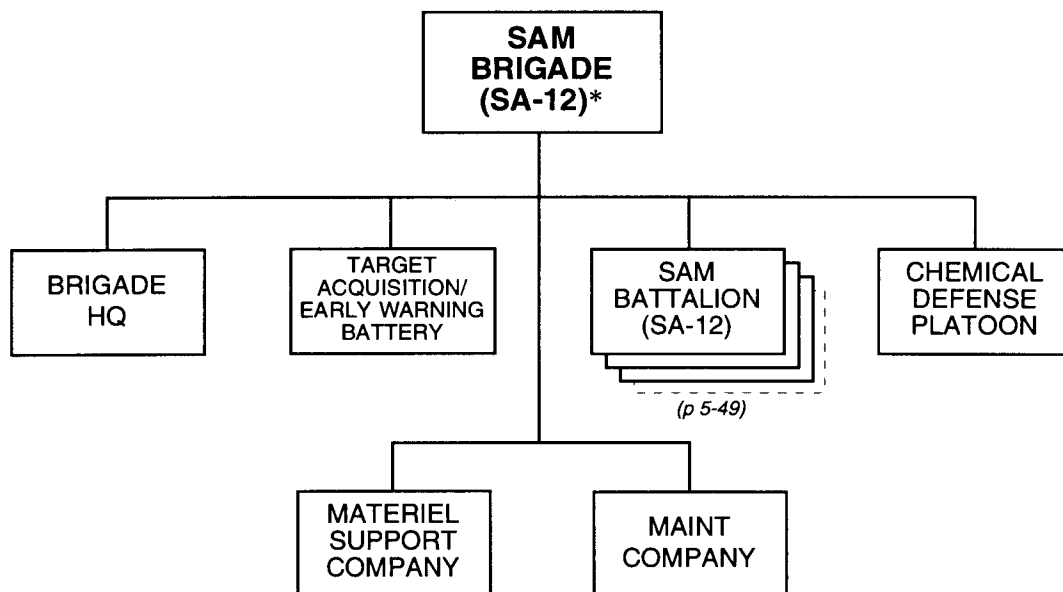 SAM
BRIGADE
(SA-12)*
BRIGADE
HQ
TARGET
ACQUISITION/
EARLY WARNING
BATTERY
SAM
BATTALION
(SA-12)
(p 5-49)
CHEMICAL
DEFENSE
PLATOON
MATERIEL
SUPPORT
COMPANY
MAINT
COMPANY